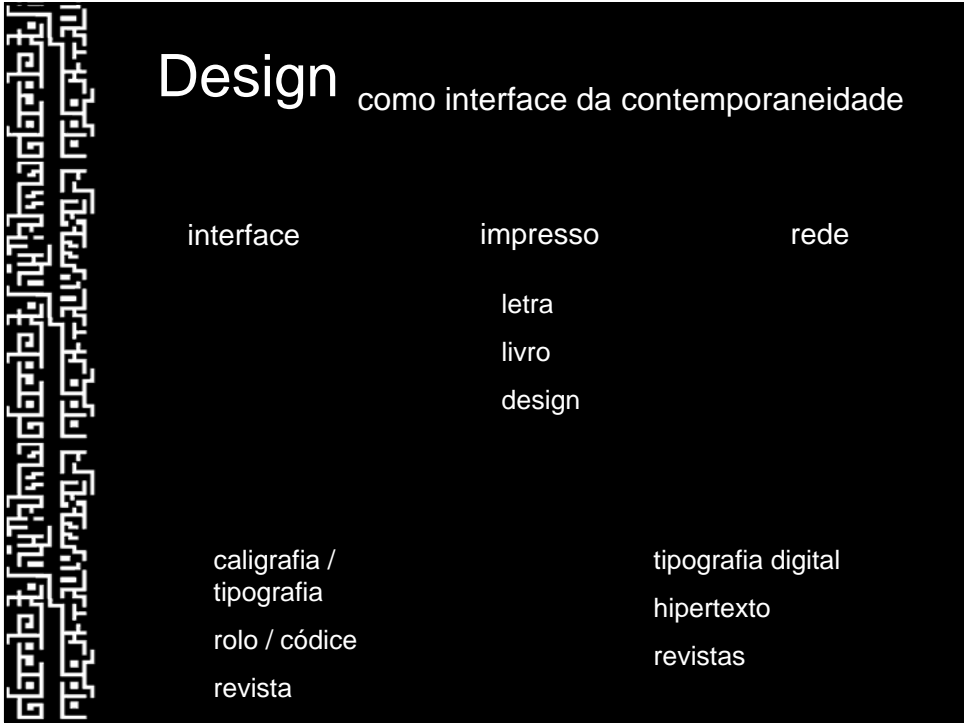 Design como interface da contemporaneidade
interface impresso rede
letra
livro
design
caligrafia /
tipografia
rolo / códice
revista
tipografia digital
hipertexto
revistas